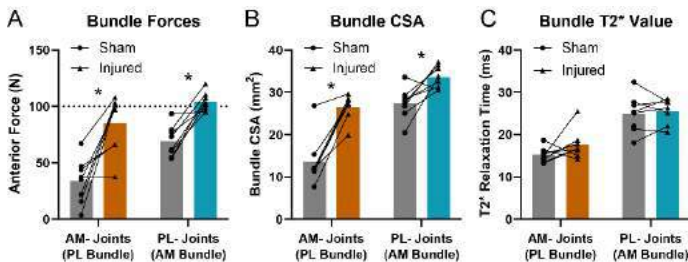 A Bundle Forces
Sham
Injured
Anterior Force (N)
150
100
50
0
*
*
AM- Joints
(PL Bundle)
PL- Joints
(AM Bundle)
B Bundle CSA
Sham
Injured
Bundle CSA (mm²)
40
30
20
10
0
*
*
AM- Joints
(PL Bundle)
PL- Joints
(AM Bundle)
C Bundle T2* Value
Sham
Injured
T2* Relaxation Time (ms)
40
30
20
10
0
AM- Joints
(PL Bundle)
PL- Joints
(AM Bundle)